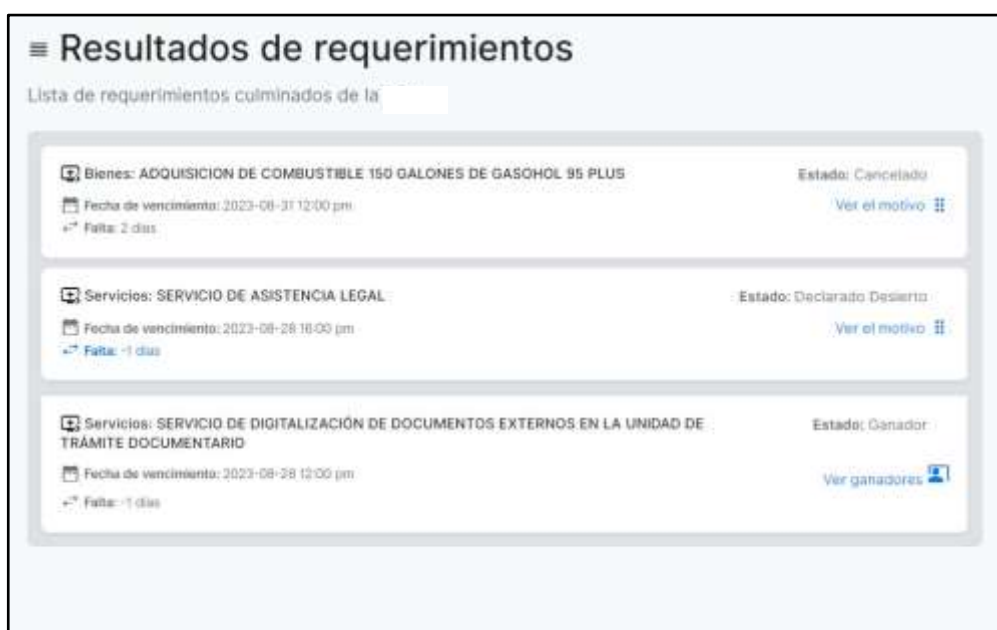 Resultados de requerimientos
Lista de requerimientos culminados de la
Bienes: ADQUISICION DE COMBUSTIBLE 150 GALONES DE GASOHOL 95 PLUS
Estado: Cancelado
Fecha de vencimiento: 2023-08-31 12:00 pm
Ver el motivo
Falta: 2 dias
Servicios: SERVICIO DE ASISTENCIA LEGAL
Estado: Declarado Desierto
Fecha de vencimiento: 2023-08-28 16:00 pm
Ver el motivo
Falta: -1 dias
Servicios: SERVICIO DE DIGITALIZACIÓN DE DOCUMENTOS EXTERNOS EN LA UNIDAD DE
TRÁMITE DOCUMENTARIO
Estado: Ganador
Fecha de vencimiento: 2023-08-28 12:00 pm
Ver ganadores
Falta: -1 dias